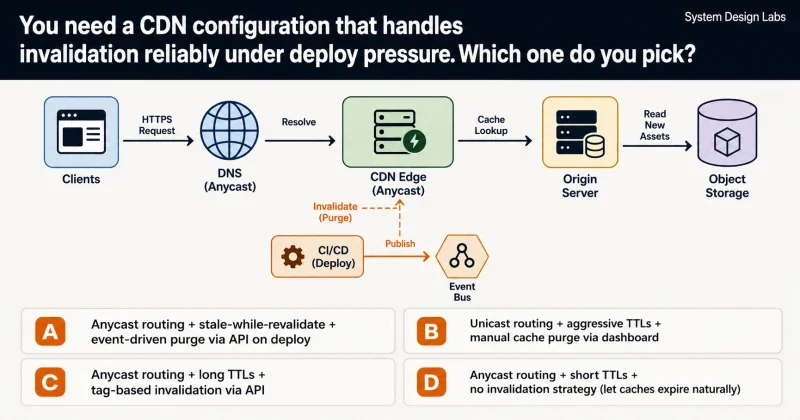 You need a CDN configuration that handles
invalidation reliably under deploy pressure. Which one do you pick?
System Design Labs
HTTPS
Request
Resolve
Cache
Lookup
Read
New
Assets
Clients
DNS
(Anycast)
CDN Edge
(Anycast)
Origin
Server
Object
Storage
Invalidate
(Purge)
CI/CD
(Deploy)
Publish
Event
Bus
A
Anycast routing + stale-while-revalidate +
event-driven purge via API on deploy
B
Unicast routing + aggressive TTLs +
manual cache purge via dashboard
C
Anycast routing + long TTLs +
tag-based invalidation via API
D
Anycast routing + short TTLs +
no invalidation strategy (let caches expire naturally)